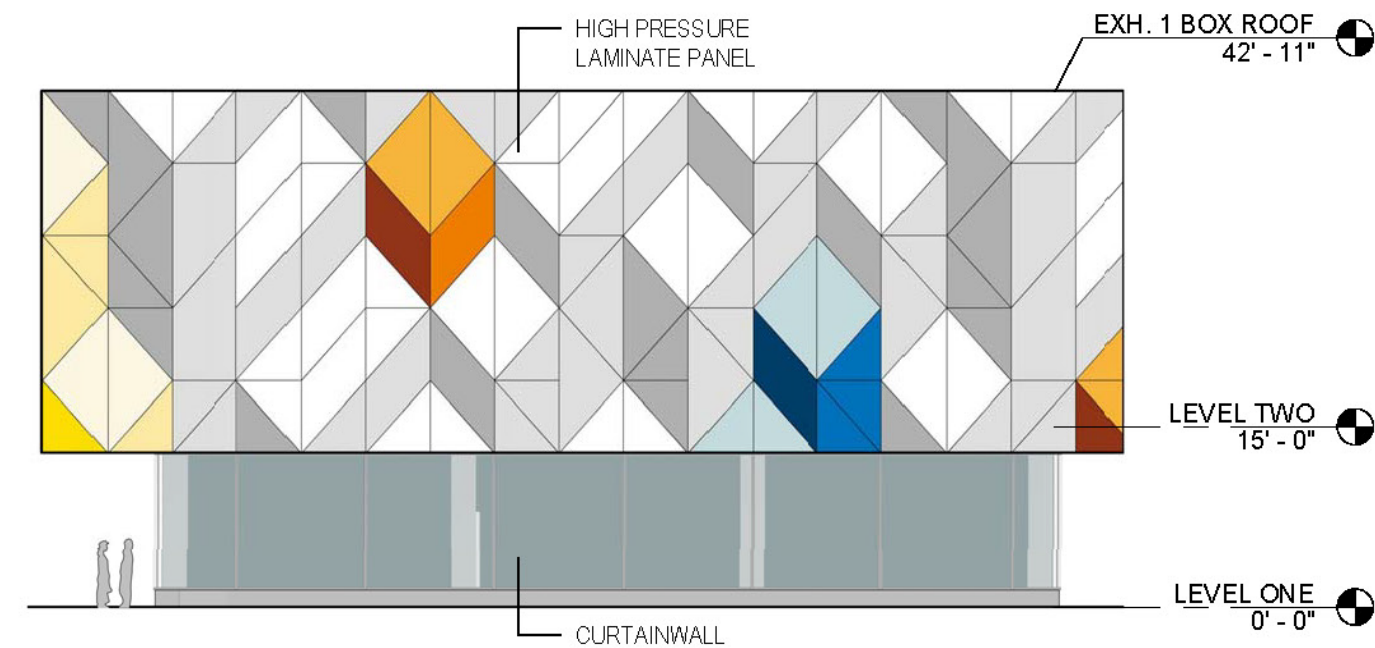 HIGH PRESSURE
LAMINATE PANEL
EXH. 1 BOX ROOF
42' - 11"
LEVEL TWO
15' - 0"
LEVEL ONE
0' - 0"
CURTAINWALL